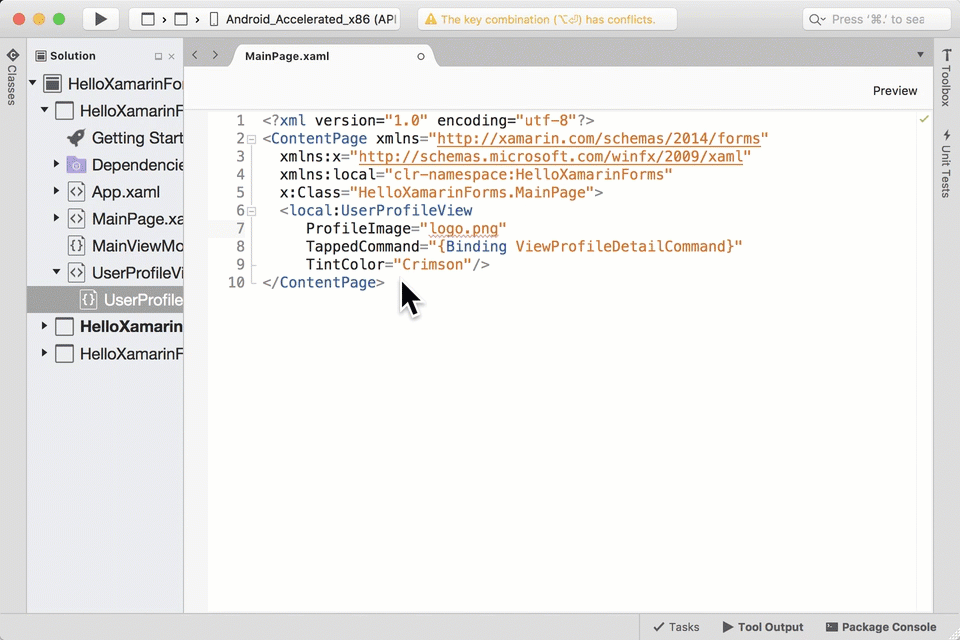 Android_Accelerated_x86 (API
The key combination (⌥⏎) has conflicts.
Press ‘⌘.’ to sea
Classes
Solution
HelloXamarinFor
HelloXamarinF
Getting Start
Dependencie
App.xaml
MainPage.xa
MainViewMo
UserProfileVi
UserProfile
HelloXamarin
HelloXamarinF
MainPage.xaml
Preview
1 <?xml version="1.0" encoding="utf-8"?>
2 <ContentPage xmlns="http://xamarin.com/schemas/2014/forms"
3 xmlns:x="http://schemas.microsoft.com/winfx/2009/xaml"
4 xmlns:local="clr-namespace:HelloXamarinForms"
5 x:Class="HelloXamarinForms.MainPage">
6 <local:UserProfileView
7 ProfileImage="logo.png"
8 TappedCommand="{Binding ViewProfileDetailCommand}"
9 TintColor="Crimson"/>
10 </ContentPage>
Toolbox
Unit Tests
Tasks
Tool Output
Package Console